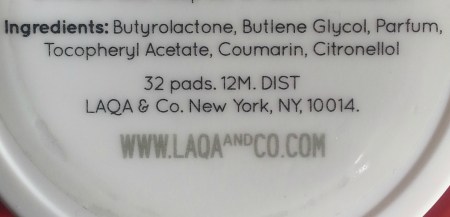 Ingredients: Butyrolactone, Butlene Glycol, Parfum,
Tocopheryl Acetate, Coumarin, Citronellol
32 pads. 12M. DIST
LAQA & Co. New York, NY, 10014.
WWW.LAQAANDCO.COM